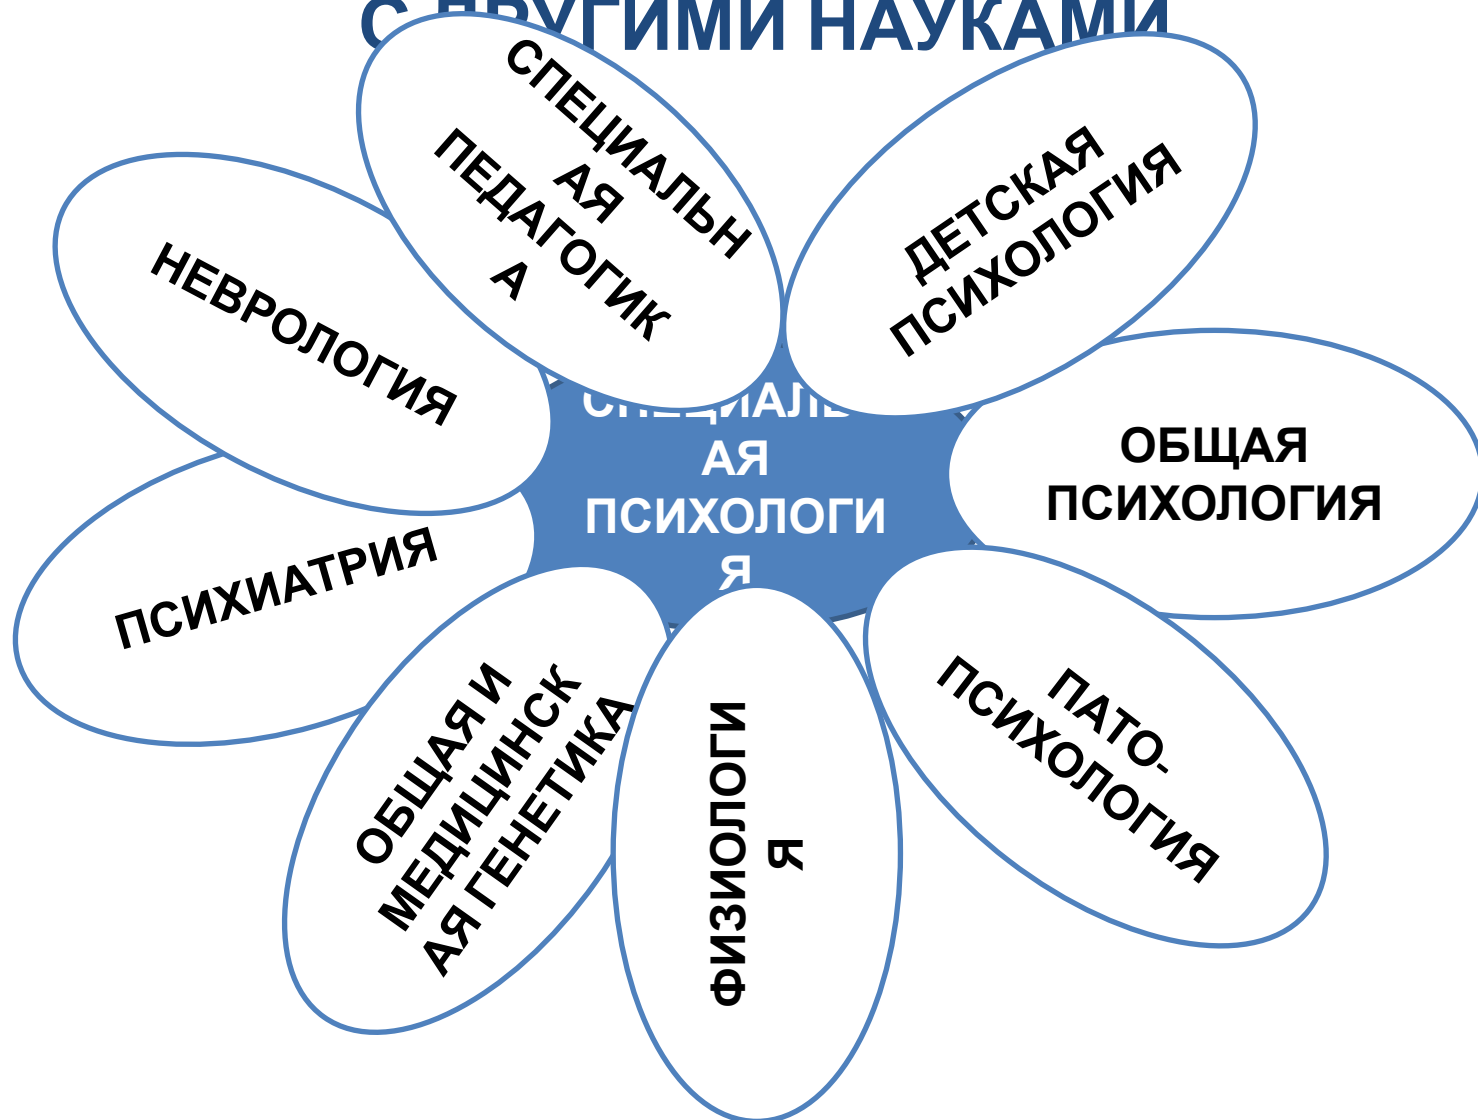 С ДРУГИМИ НАУКАМИ
СПЕЦИАЛЬН
АЯ
ПЕДАГОГИК
А
ДЕТСКАЯ
ПСИХОЛОГИЯ
НЕВРОЛОГИЯ
СПЕЦИАЛЬН
АЯ
ПСИХОЛОГИ
Я
ОБЩАЯ
ПСИХОЛОГИЯ
ПСИХИАТРИЯ
ОБЩАЯ И
МЕДИЦИНСК
АЯ ГЕНЕТИКА
ФИЗИОЛОГИ
Я
ПАТО-
ПСИХОЛОГИЯ